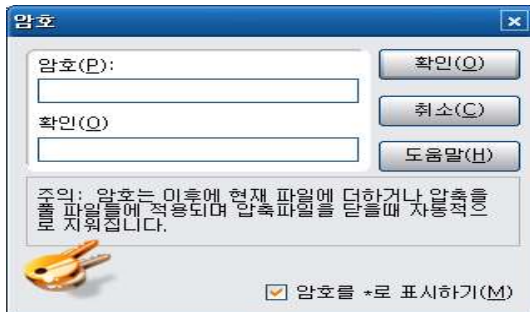 암호
암호(P):
확인(O)
확인(O)
취소(C)
도움말(H)
주의: 암호는 이후에 현재 파일에 더하거나 압축을
풀 파일들에 적용되며 압축파일을 닫을때 자동적으
로 지워집니다.
암호를 *로 표시하기(M)